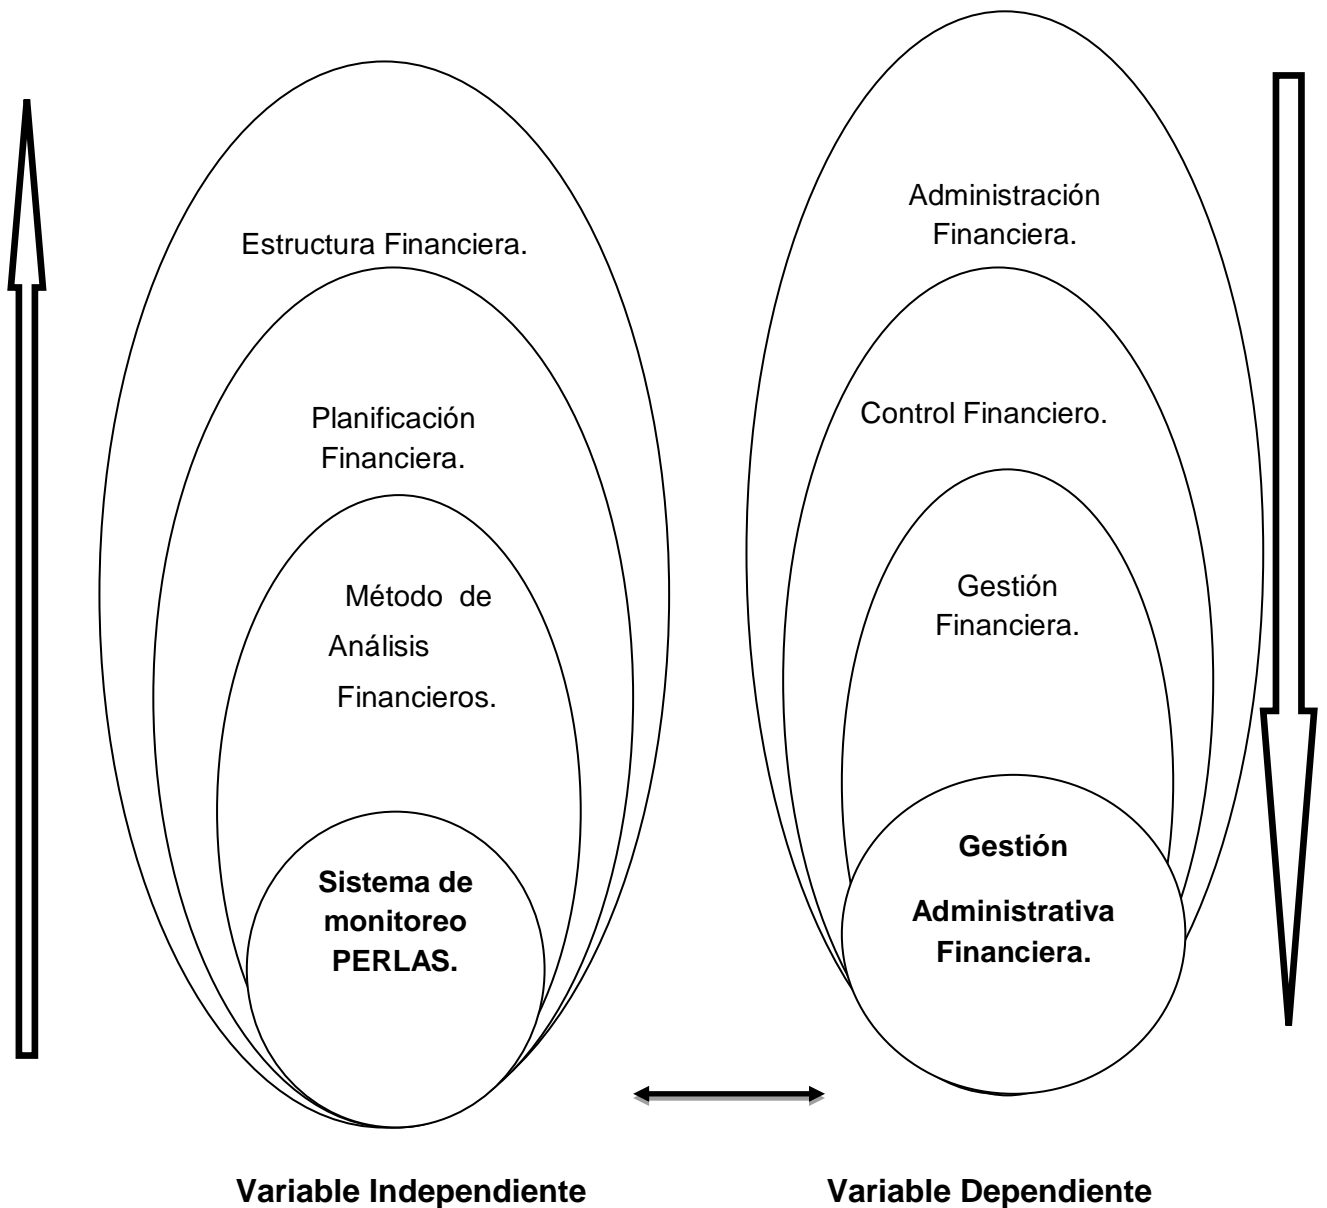 Estructura Financiera.
Planificación
Financiera.
Método de
Análisis
Financieros.
Sistema de
monitoreo
PERLAS.
Variable Independiente
Administración
Financiera.
Control Financiero.
Gestión
Financiera.
Gestión
Administrativa
Financiera.
Variable Dependiente